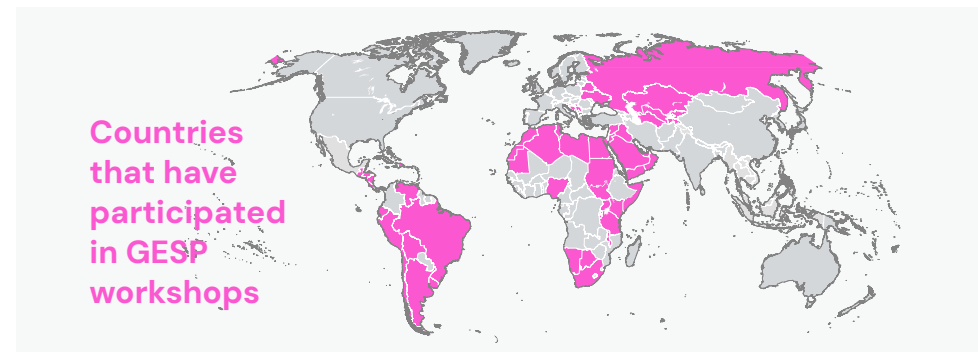 Countries
that have
participated
in GESP
workshops